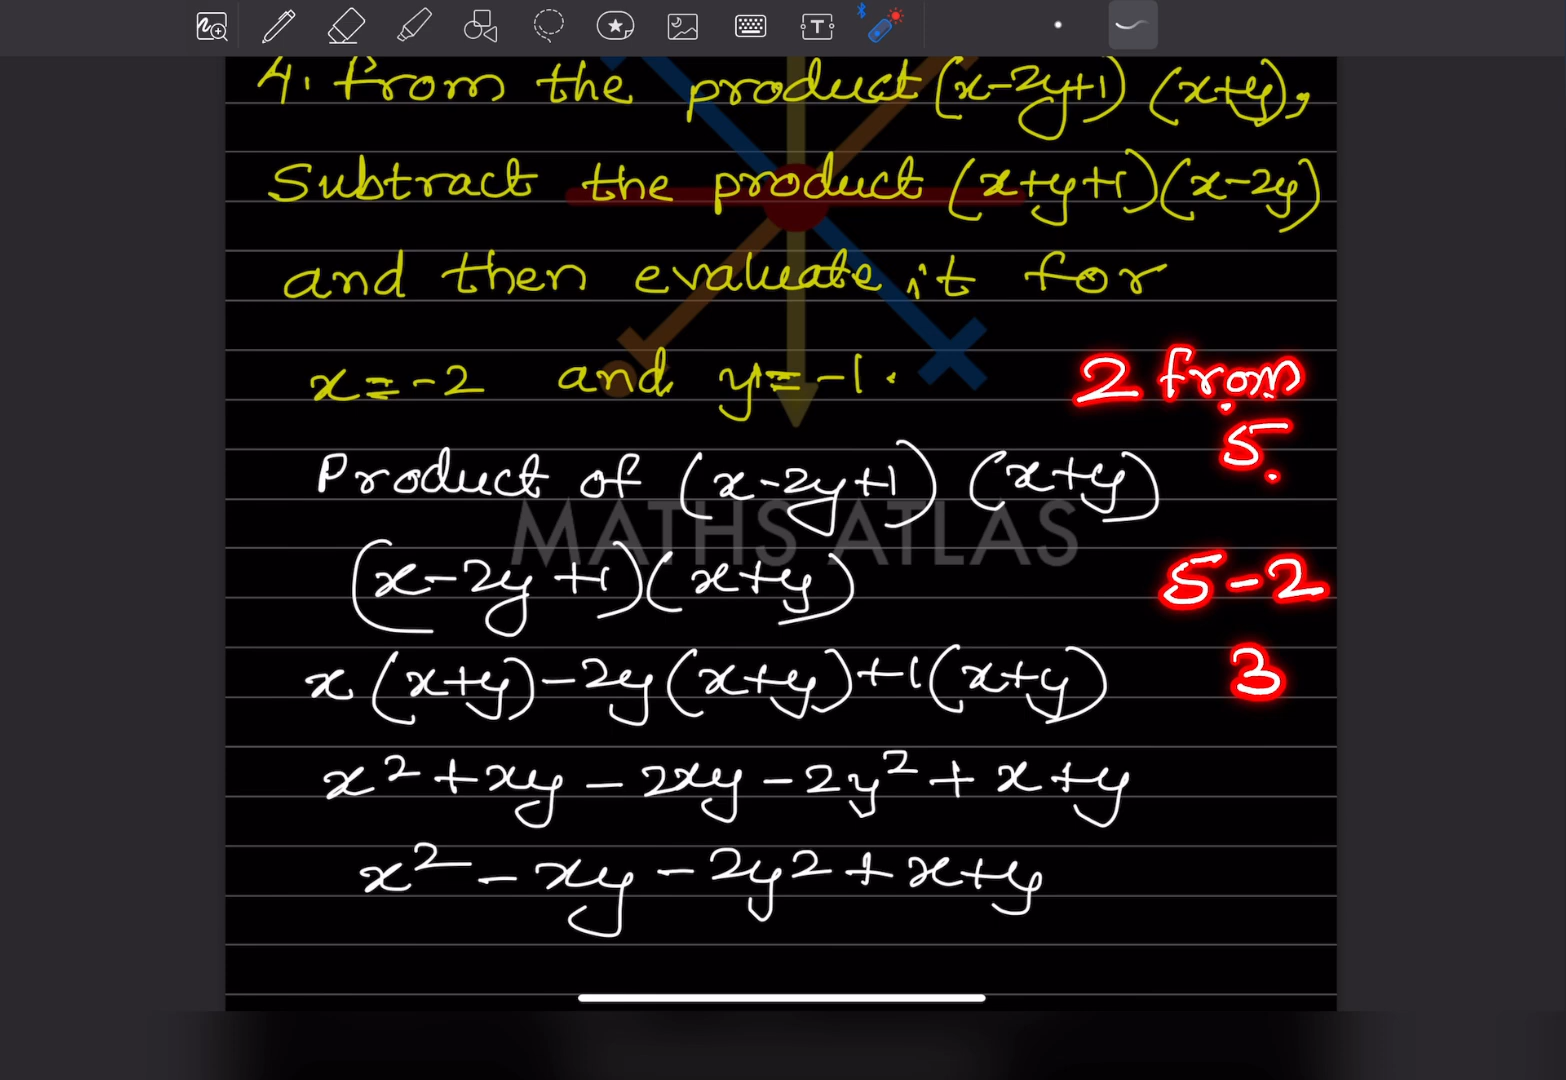 4. from the product (x-2y+1) (x+y),
Subtract the product (x+y+1)(x-2y)
and then evaluate it for
x=-2 and y=-1.
2 from
5.
Product of (x-2y+1) (x+y)
MATHS ATLAS
(x-2y+1)(x+y)
5-2
x(x+y)-2y(x+y)+1(x+y)
3
x²+xy-2xy-2y²+x+y
x²-xy-2y²+x+y